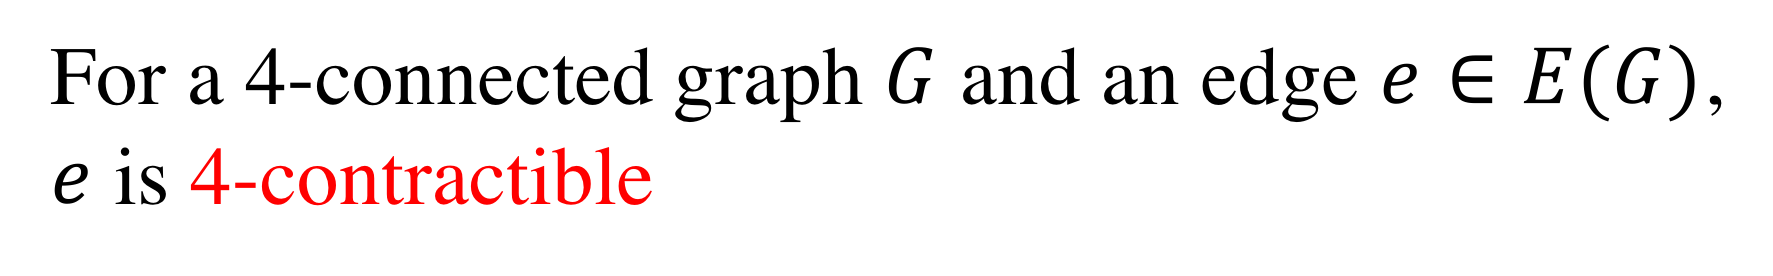 For a 4-connected graph 𝐺 and an edge 𝑒 ∈ 𝐸(𝐺),
𝑒 is 4-contractible